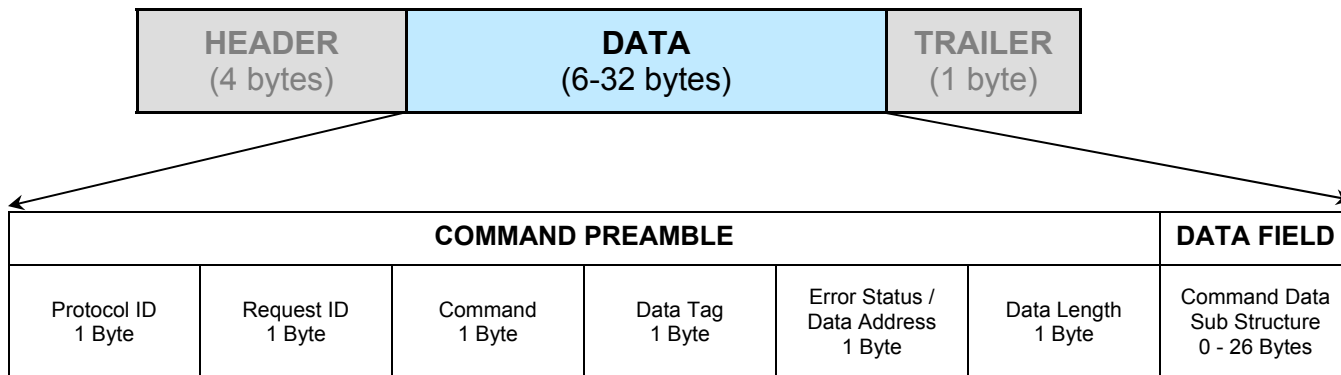 HEADER
(4 bytes)
DATA
(6-32 bytes)
TRAILER
(1 byte)
COMMAND PREAMBLE
DATA FIELD
Protocol ID
1 Byte
Request ID
1 Byte
Command
1 Byte
Data Tag
1 Byte
Error Status /
Data Address
1 Byte
Data Length
1 Byte
Command Data
Sub Structure
0 - 26 Bytes